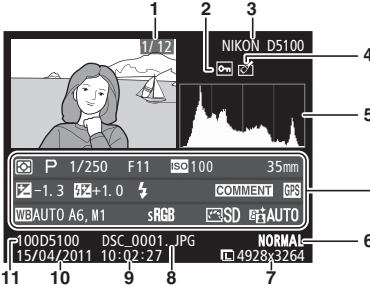 1 2 3
1/12 NIKON D5100
4
5
P 1/250 F11 ISO 100 35mm
-1.3 +1.0 COMMENT GPS
WB AUTO A6, M1 sRGB SD AUTO
100D5100 DSC_0001.JPG NORMAL 6
15/04/2011 10:02:27 L 4928x3264
11 10 9 8 7